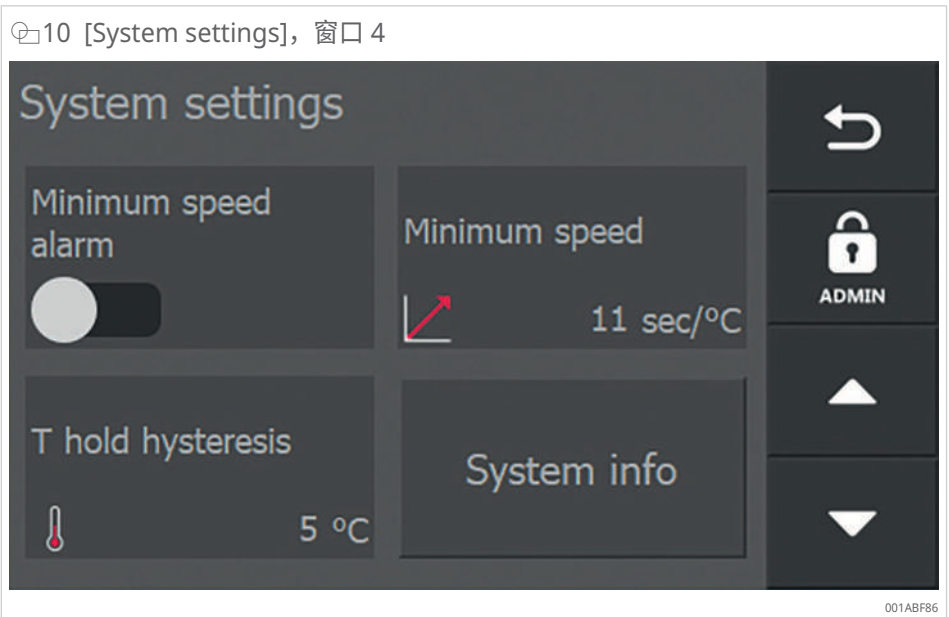 10 [System settings]，窗口 4
System settings
Minimum speed
alarm
Minimum speed
11 sec/°C
ADMIN
T hold hysteresis
5 °C
System info
001ABF86